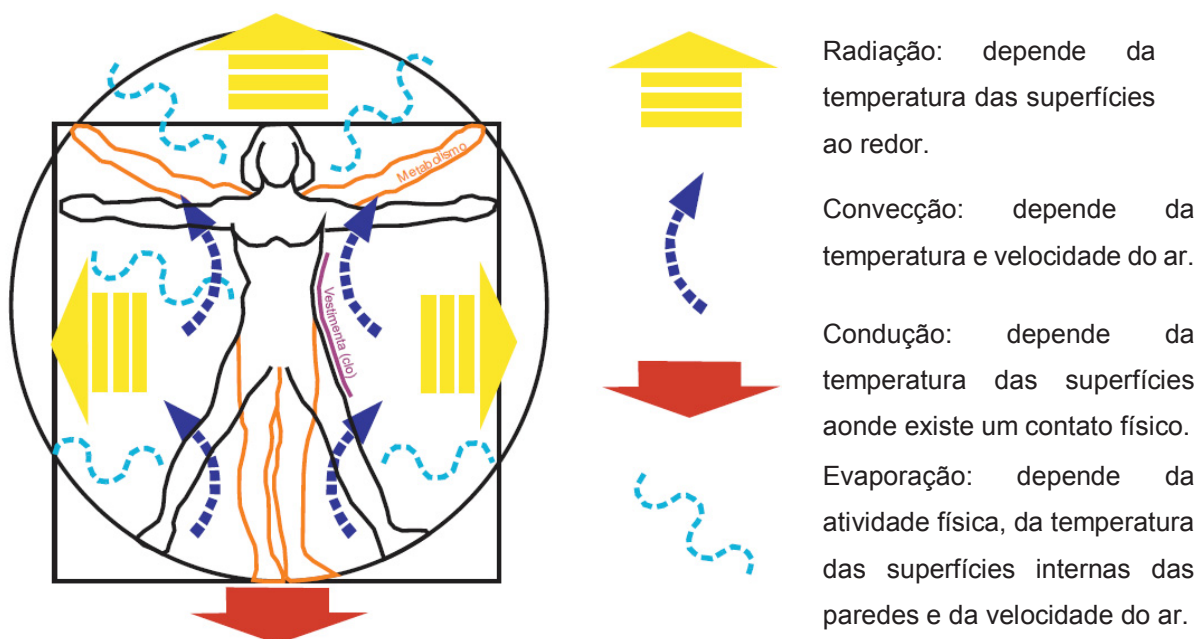 Metabolismo
Vestimenta (clo)
Radiação: depende da
temperatura das superfícies
ao redor.
Convecção: depende da
temperatura e velocidade do ar.
Condução: depende da
temperatura das superfícies
aonde existe um contato físico.
Evaporação: depende da
atividade física, da temperatura
das superfícies internas das
paredes e da velocidade do ar.